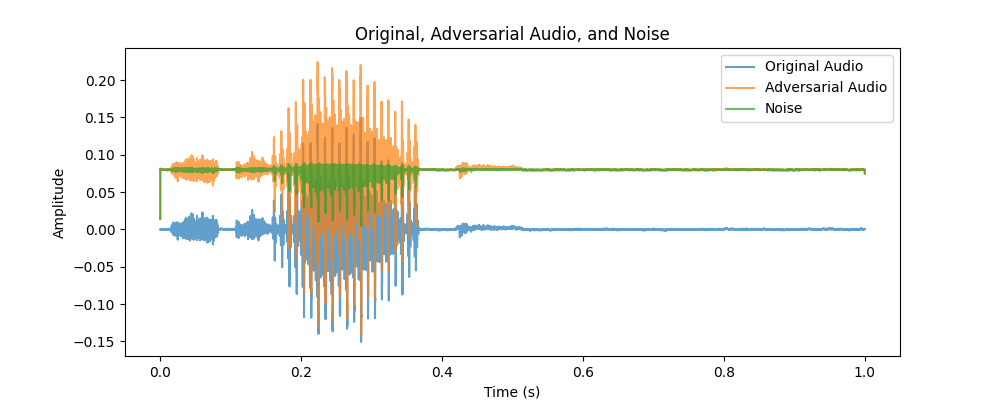 Original, Adversarial Audio, and Noise
Original Audio
Adversarial Audio
Noise
Amplitude
0.20
0.15
0.10
0.05
0.00
−0.05
−0.10
−0.15
0.0 0.2 0.4 0.6 0.8 1.0
Time (s)